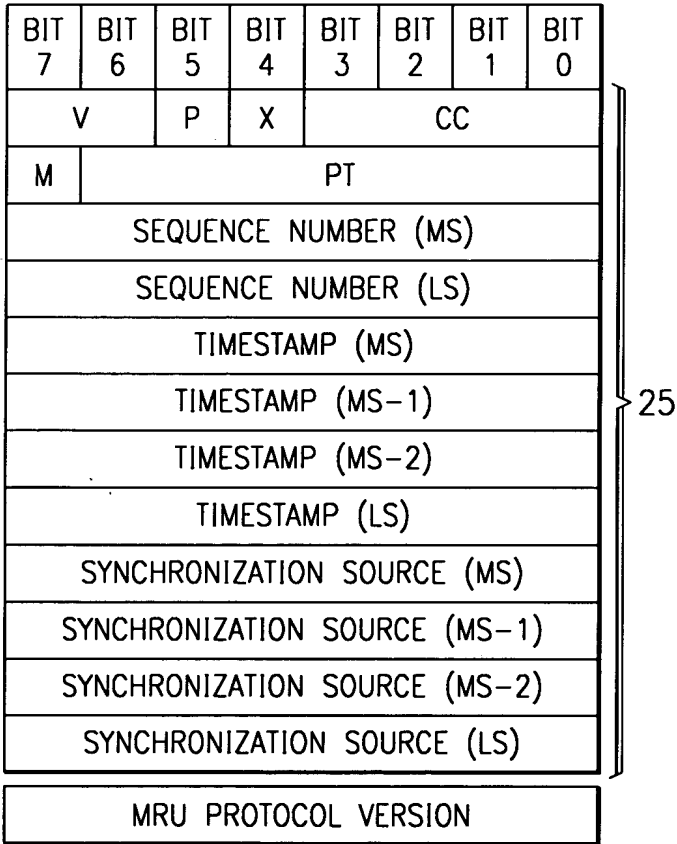 BIT 7 BIT 6 BIT 5 BIT 4 BIT 3 BIT 2 BIT 1 BIT 0
V P X CC
M PT
SEQUENCE NUMBER (MS)
SEQUENCE NUMBER (LS)
TIMESTAMP (MS)
TIMESTAMP (MS-1)
25
TIMESTAMP (MS-2)
TIMESTAMP (LS)
SYNCHRONIZATION SOURCE (MS)
SYNCHRONIZATION SOURCE (MS-1)
SYNCHRONIZATION SOURCE (MS-2)
SYNCHRONIZATION SOURCE (LS)
MRU PROTOCOL VERSION